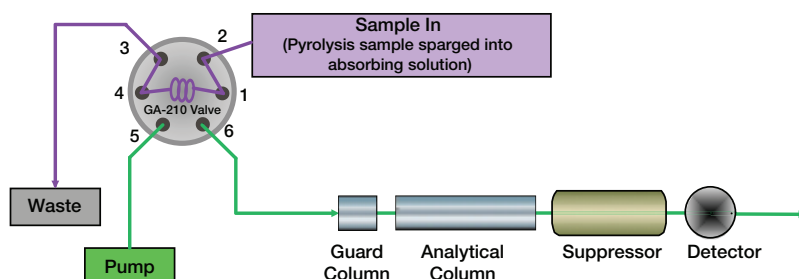 Sample In
(Pyrolysis sample sparged into
absorbing solution)
3
2
4
1
GA-210 Valve
5
6
Waste
Pump
Guard
Column
Analytical
Column
Suppressor
Detector